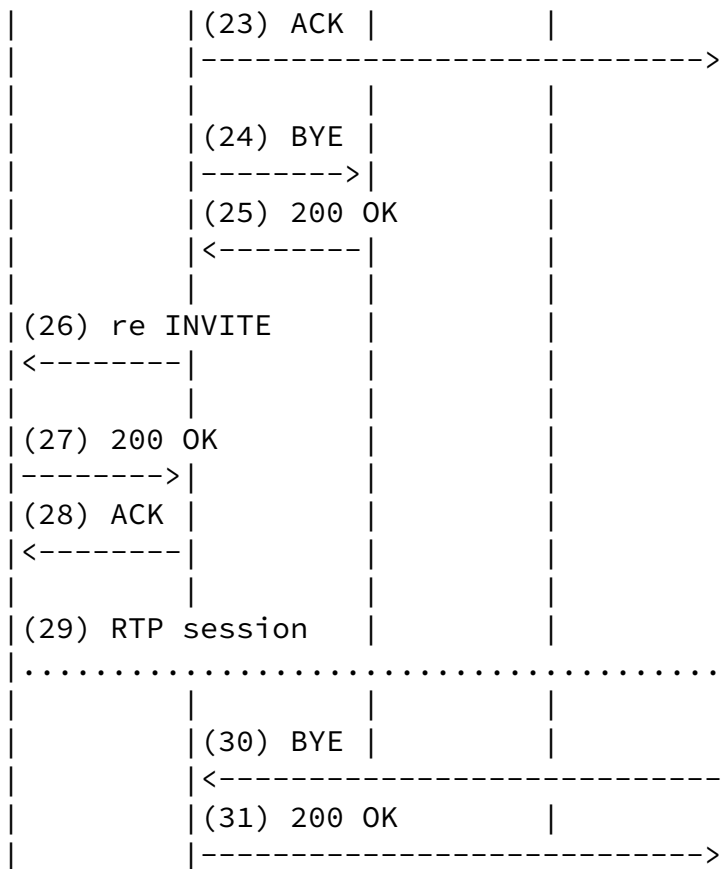 |         |(23) ACK |         |
|         |---------------------------->
|         |         |         |
|         |(24) BYE |         |
|         |-------->|         |
|         |(25) 200 OK        |
|         |<--------|         |
|         |         |         |
|(26) re INVITE     |         |
|<--------|         |         |
|         |         |         |
|(27) 200 OK        |         |
|-------->|         |         |
|(28) ACK |         |         |
|<--------|         |         |
|         |         |         |
|(29) RTP session   |         |
|.......................................
|         |         |         |
|         |(30) BYE |         |
|         |<----------------------------
|         |(31) 200 OK        |
|         |---------------------------->